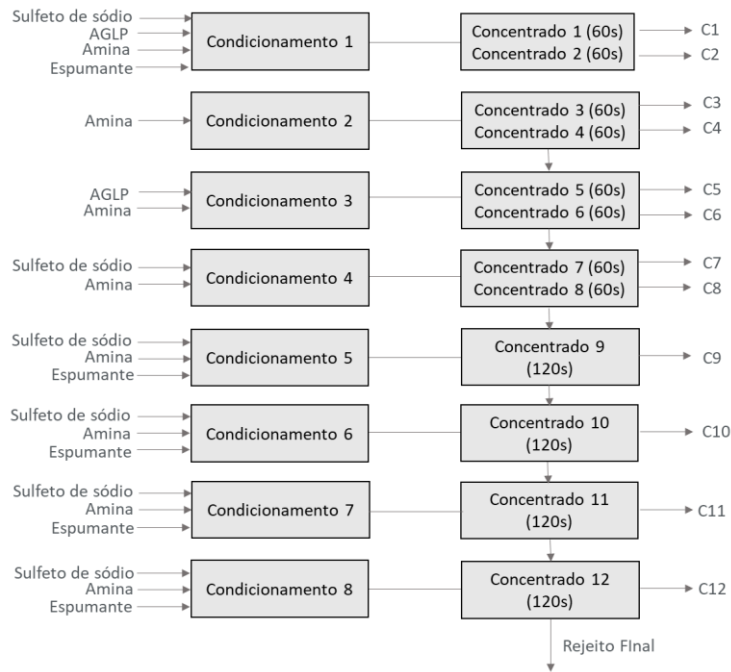 Sulfeto de sódio
AGLP
Amina
Espumante
Condicionamento 1
Concentrado 1 (60s)
Concentrado 2 (60s)
C1
C2
Amina
Condicionamento 2
Concentrado 3 (60s)
Concentrado 4 (60s)
C3
C4
AGLP
Amina
Condicionamento 3
Concentrado 5 (60s)
Concentrado 6 (60s)
C5
C6
Sulfeto de sódio
Amina
Condicionamento 4
Concentrado 7 (60s)
Concentrado 8 (60s)
C7
C8
Sulfeto de sódio
Amina
Espumante
Condicionamento 5
Concentrado 9
(120s)
C9
Sulfeto de sódio
Amina
Espumante
Condicionamento 6
Concentrado 10
(120s)
C10
Sulfeto de sódio
Amina
Espumante
Condicionamento 7
Concentrado 11
(120s)
C11
Sulfeto de sódio
Amina
Espumante
Condicionamento 8
Concentrado 12
(120s)
C12
Rejeito FInal